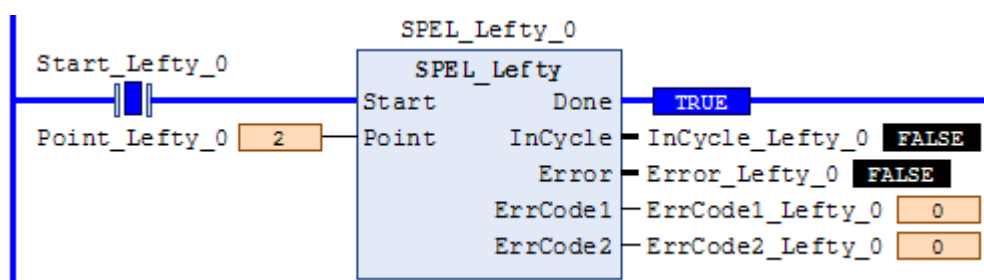 SPEL_Lefty_0
Start_Lefty_0
SPEL_Lefty
Start Done TRUE
Point_Lefty_0 2 Point InCycle InCycle_Lefty_0 FALSE
Error Error_Lefty_0 FALSE
ErrCode1 ErrCode1_Lefty_0 0
ErrCode2 ErrCode2_Lefty_0 0